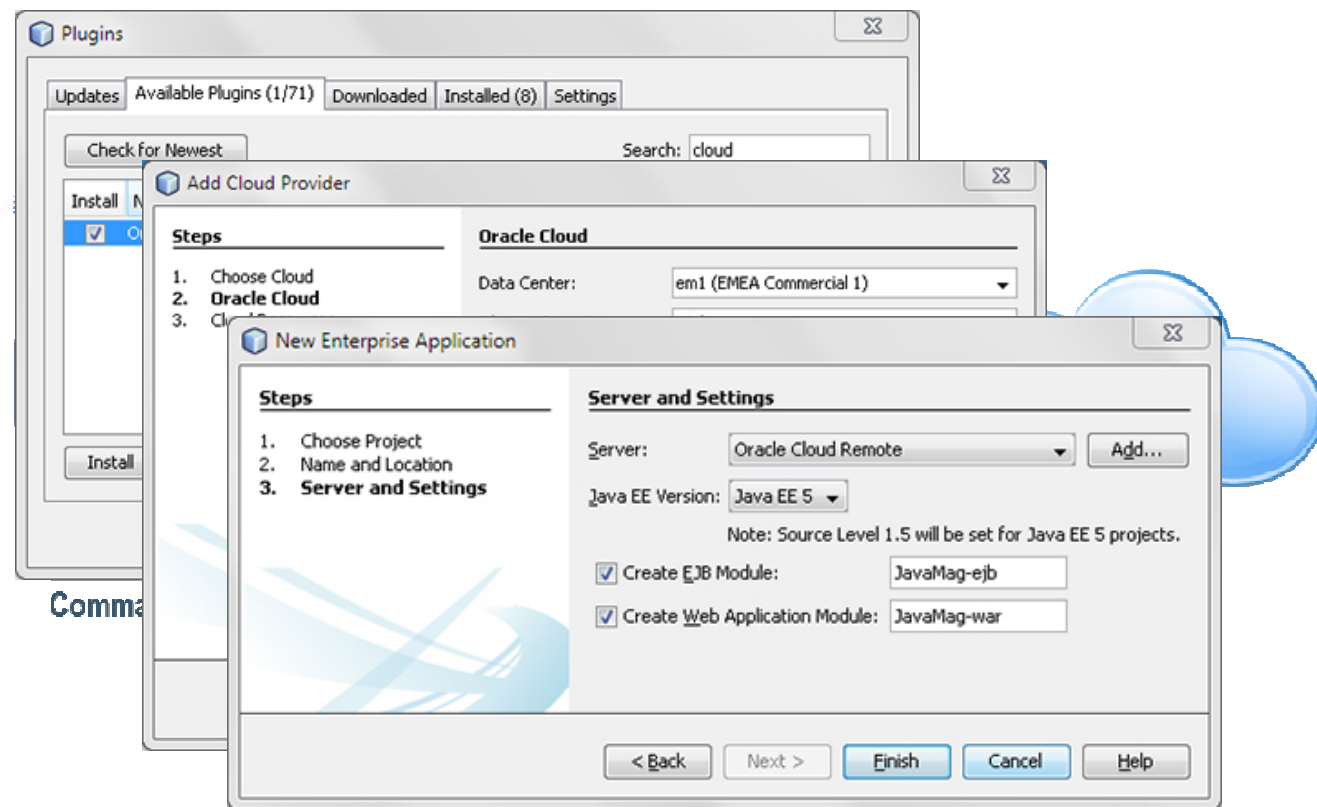 Plugins
Updates Available Plugins (1/71) Downloaded Installed (8) Settings
Check for Newest Search: cloud
Install
Add Cloud Provider
Steps
1. Choose Cloud
2. Oracle Cloud
3.
Oracle Cloud
Data Center: em1 (EMEA Commercial 1)
Install
New Enterprise Application
Steps
1. Choose Project
2. Name and Location
3. Server and Settings
Server and Settings
Server: Oracle Cloud Remote Add...
Java EE Version: Java EE 5
Note: Source Level 1.5 will be set for Java EE 5 projects.
Create EJB Module: JavaMag-ejb
Create Web Application Module: JavaMag-war
< Back Next > Finish Cancel Help